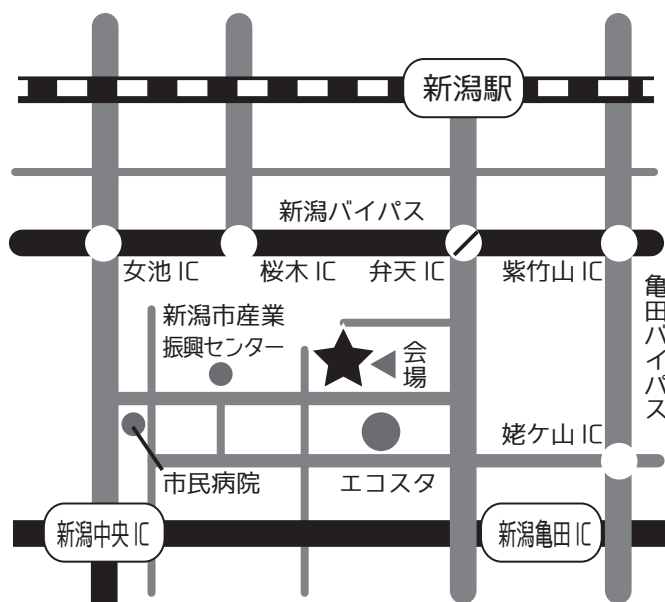 新潟駅
新潟バイパス
女池 IC
桜木 IC
弁天 IC
紫竹山 IC
亀田バイパス
新潟市産業
振興センター
会場
姥ケ山 IC
市民病院
エコスタ
新潟中央 IC
新潟亀田 IC